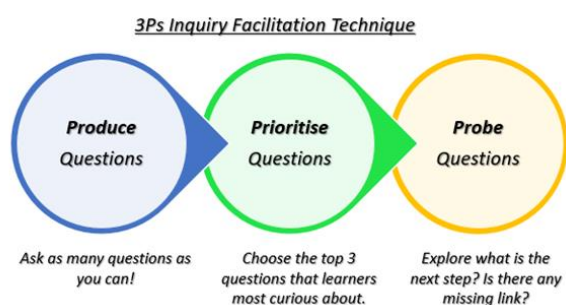 3Ps Inquiry Facilitation Technique
Produce
Questions
Prioritise
Questions
Probe
Questions
Ask as many questions as
you can!
Choose the top 3
questions that learners
most curious about.
Explore what is the
next step? Is there any
missing link?